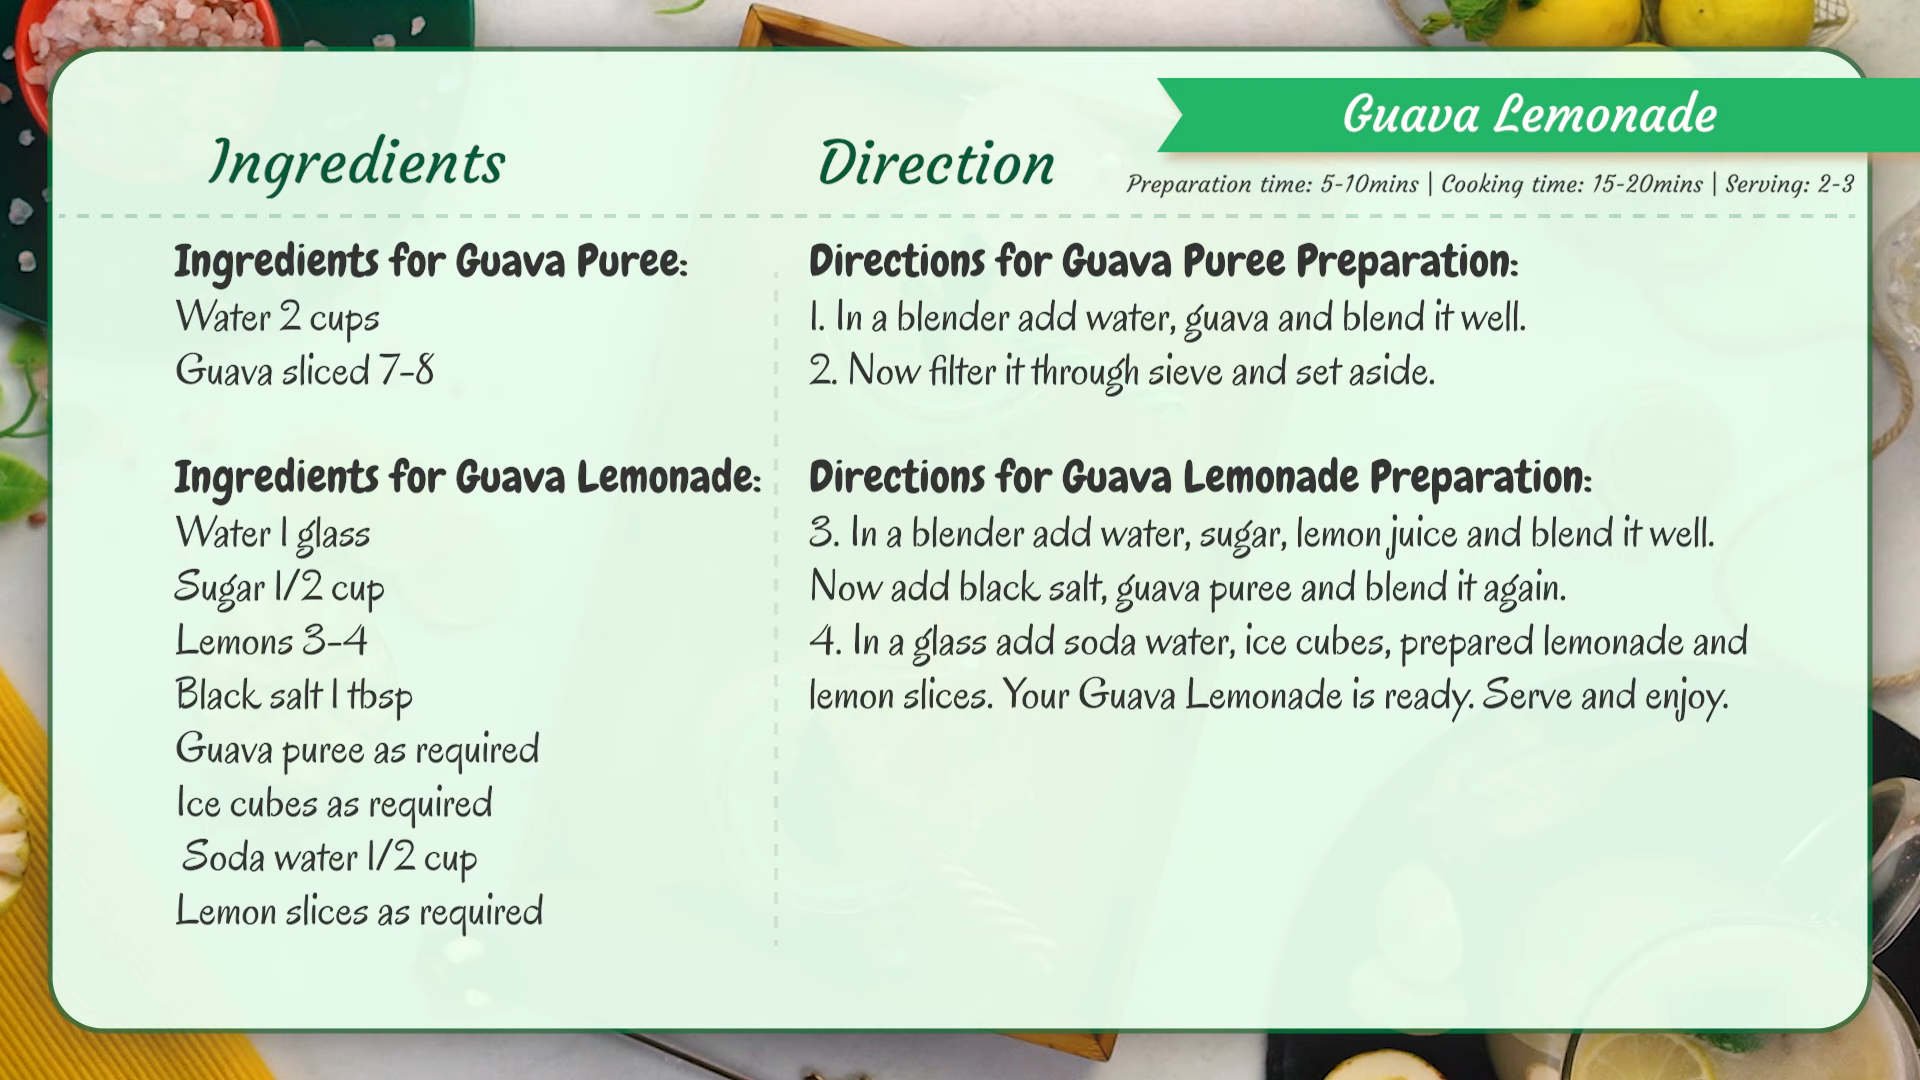 Guava Lemonade
Ingredients
Direction
Preparation time: 5-10mins | Cooking time: 15-20mins | Serving: 2-3
Ingredients for Guava Puree:
Water 2 cups
Guava sliced 7-8
Ingredients for Guava Lemonade:
Water 1 glass
Sugar 1/2 cup
Lemons 3-4
Black salt 1 tbsp
Guava puree as required
Ice cubes as required
Soda water 1/2 cup
Lemon slices as required
Directions for Guava Puree Preparation:
1. In a blender add water, guava and blend it well.
2. Now filter it through sieve and set aside.
Directions for Guava Lemonade Preparation:
3. In a blender add water, sugar, lemon juice and blend it well.
Now add black salt, guava puree and blend it again.
4. In a glass add soda water, ice cubes, prepared lemonade and
lemon slices. Your Guava Lemonade is ready. Serve and enjoy.